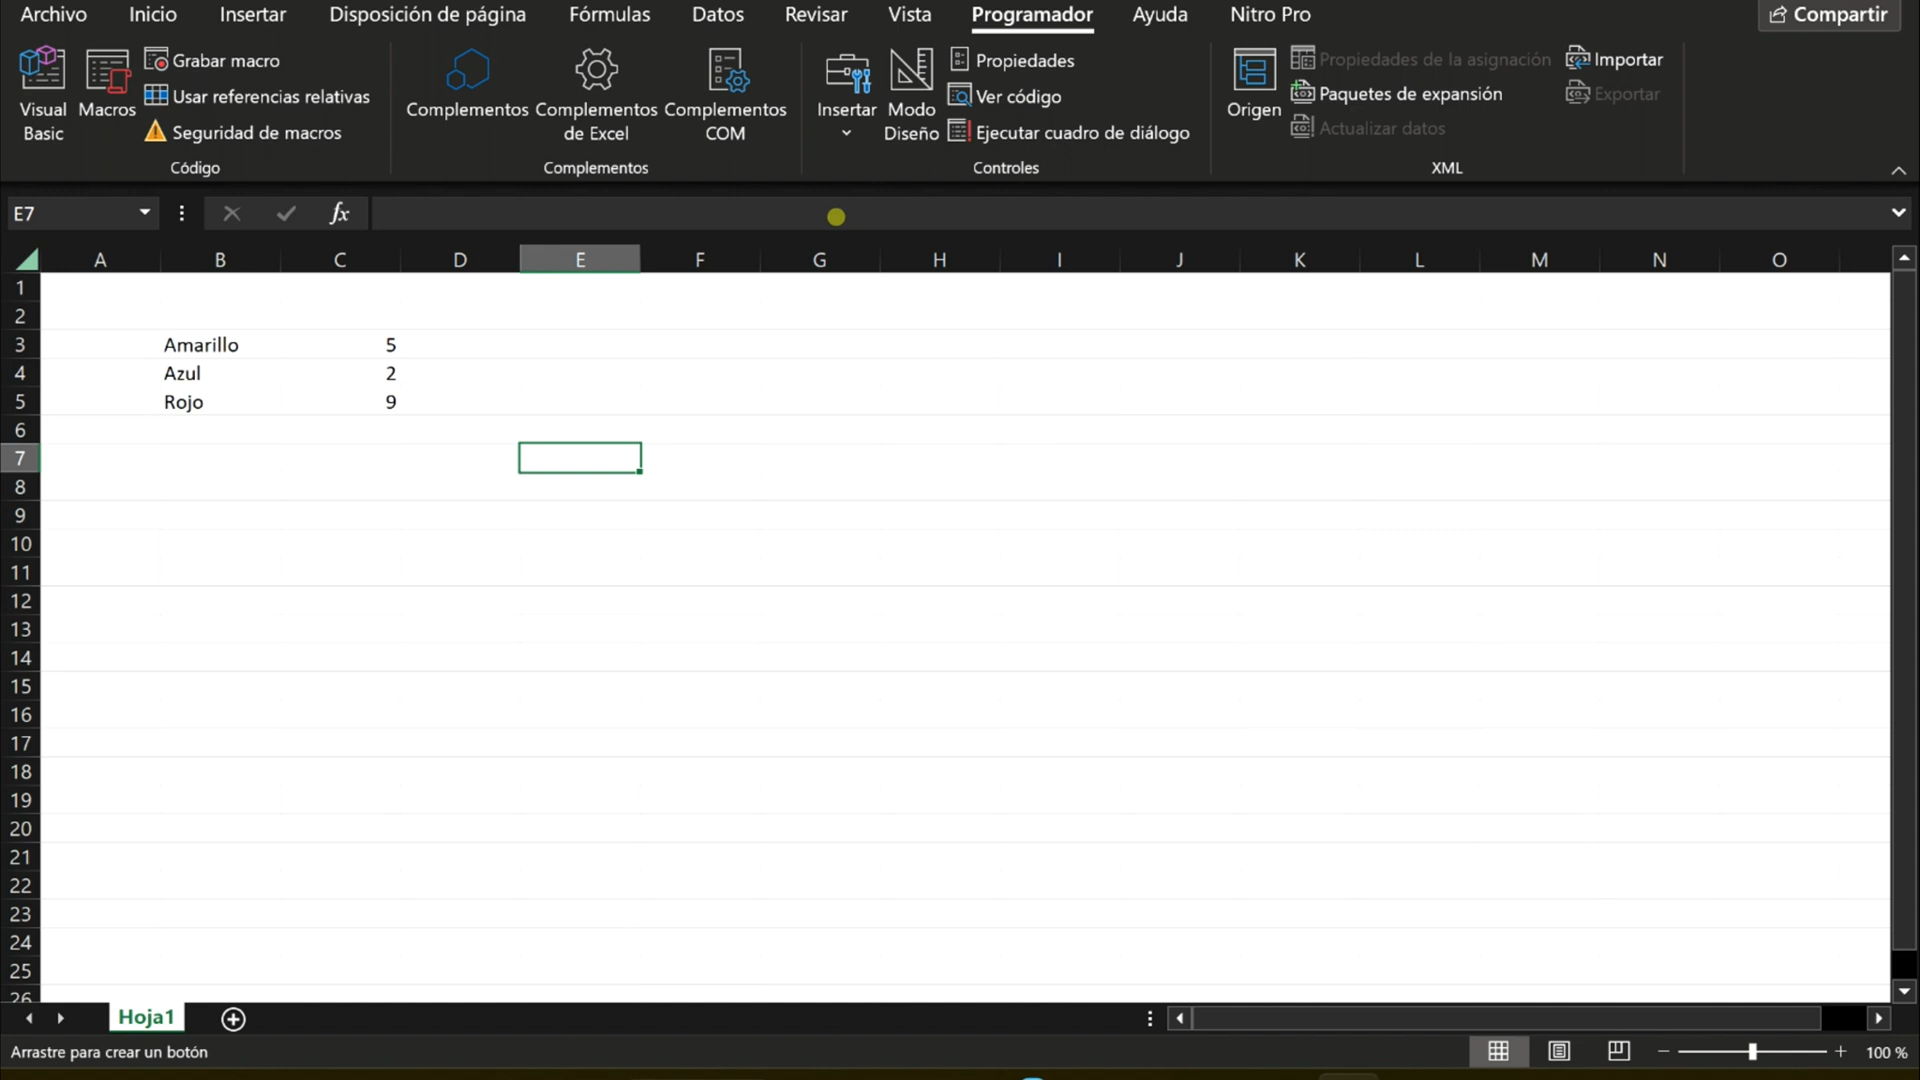 Archivo Inicio Insertar Disposición de página Fórmulas Datos Revisar Vista Programador Ayuda Nitro Pro Compartir
Visual Basic
Macros
Grabar macro
Usar referencias relativas
Seguridad de macros
Código
Complementos
Complementos de Excel
Complementos COM
Complementos
Insertar
Modo Diseño
Propiedades
Ver código
Ejecutar cuadro de diálogo
Controles
Origen
Propiedades de la asignación
Paquetes de expansión
Actualizar datos
Importar
Exportar
XML
E7 fx
A B C D E F G H I J K L M N O
1
2
3 Amarillo 5
4 Azul 2
5 Rojo 9
6
7
8
9
10
11
12
13
14
15
16
17
18
19
20
21
22
23
24
25
26
Hoja1
Arrastre para crear un botón 100 %